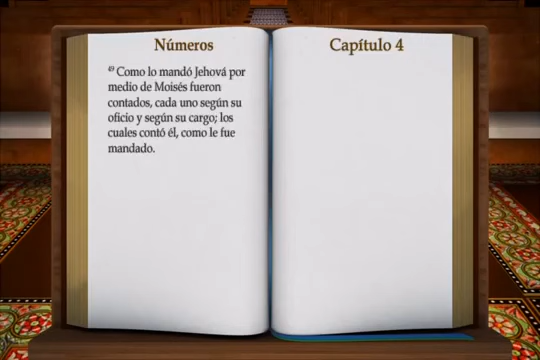 Números
Capítulo 4
49 Como lo mandó Jehová por
medio de Moisés fueron
contados, cada uno según su
oficio y según su cargo; los
cuales contó él, como le fue
mandado.